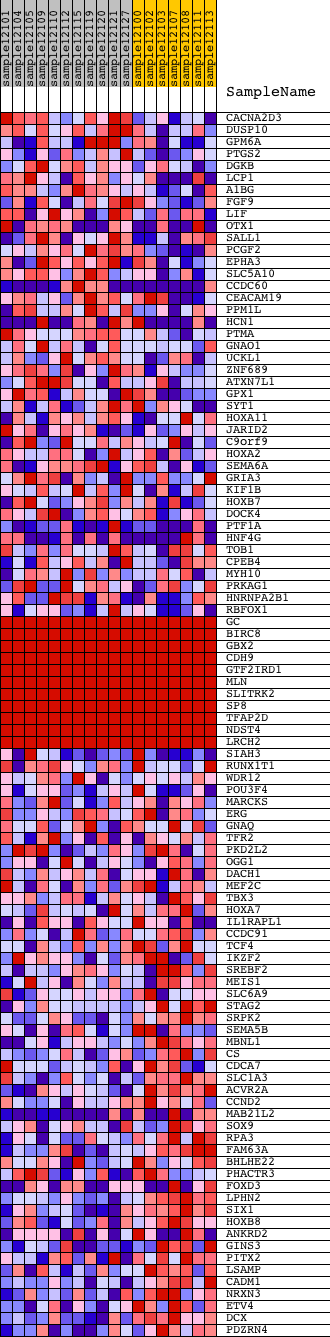 sample12101
sample12104
sample12105
sample12109
sample12110
sample12112
sample12115
sample12119
sample12120
sample12121
sample12127
sample12100
sample12102
sample12103
sample12107
sample12108
sample12111
sample12113
SampleName
CACNA2D3
DUSP10
GPM6A
PTGS2
DGKB
LCP1
A1BG
FGF9
LIF
OTX1
SALL1
PCGF2
EPHA3
SLC5A10
CCDC60
CEACAM19
PPM1L
HCN1
PTMA
GNAO1
UCKL1
ZNF689
ATXN7L1
GPX1
SYT1
HOXA11
JARID2
C9orf9
HOXA2
SEMA6A
GRIA3
KIF1B
HOXB7
DOCK4
PTF1A
HNF4G
TOB1
CPEB4
MYH10
PRKAG1
HNRNPA2B1
RBFOX1
GC
BIRC8
GBX2
CDH9
GTF2IRD1
MLN
SLITRK2
SP8
TFAP2D
NDST4
LRCH2
SIAH3
RUNX1T1
WDR12
POU3F4
MARCKS
ERG
GNAQ
TFR2
PKD2L2
OGG1
DACH1
MEF2C
TBX3
HOXA7
IL1RAPL1
CCDC91
TCF4
IKZF2
SREBF2
MEIS1
SLC6A9
STAG2
SRPK2
SEMA5B
MBNL1
CS
CDCA7
SLC1A3
ACVR2A
CCND2
MAB21L2
SOX9
RPA3
FAM63A
BHLHE22
PHACTR3
FOXD3
LPHN2
SIX1
HOXB8
ANKRD2
GINS3
PITX2
LSAMP
CADM1
NRXN3
ETV4
DCX
PDZRN4